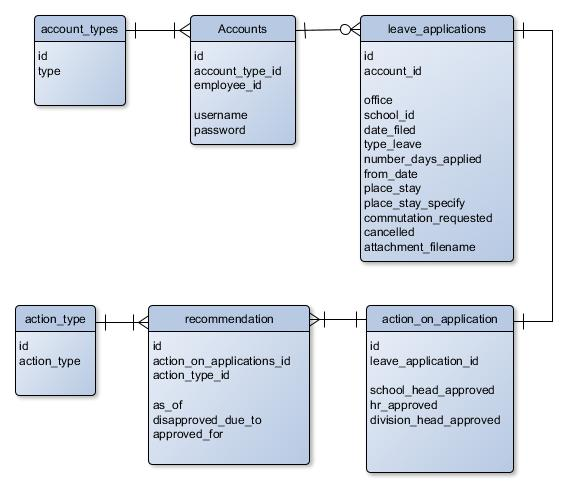 account_types
id
type
Accounts
id
account_type_id
employee_id
username
password
leave_applications
id
account_id
office
school_id
date_filed
type_leave
number_days_applied
from_date
place_stay
place_stay_specify
commutation_requested
cancelled
attachment_filename
action_type
id
action_type
recommendation
id
action_on_applications_id
action_type_id
as_of
disapproved_due_to
approved_for
action_on_application
id
leave_application_id
school_head_approved
hr_approved
division_head_approved